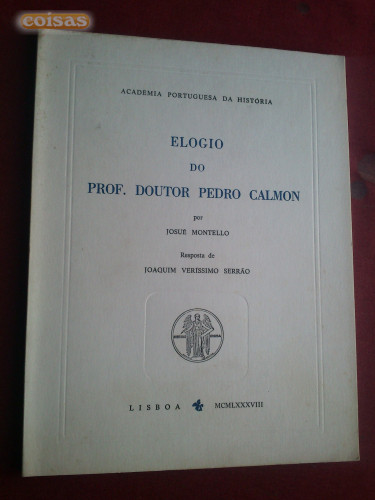 coisas
ACADEMIA PORTUGUESA DA HISTÓRIA
ELOGIO
DO
PROF. DOUTOR PEDRO CALMON
por
JOSUÉ MONTELLO
Resposta de
JOAQUIM VERÍSSIMO SERRÃO
LISBOA MCMLXXXVIII